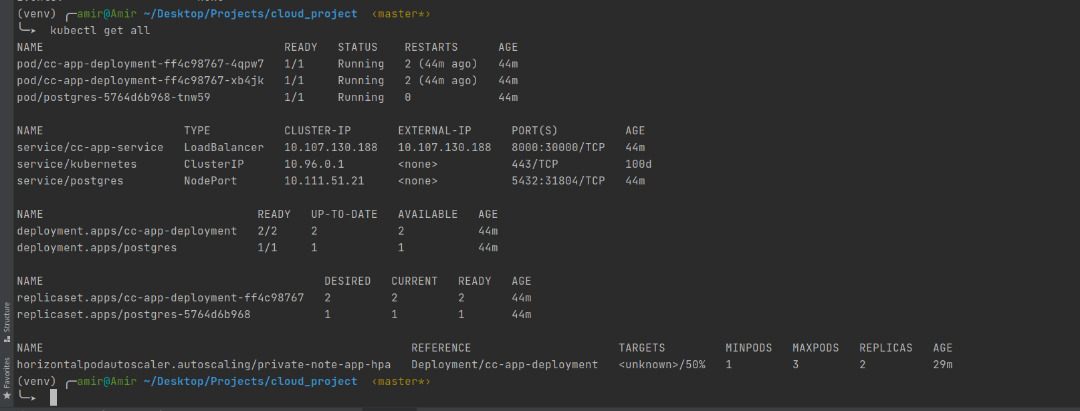 (venv) amir@Amir ~/Desktop/Projects/cloud_project ‹master*›
kubectl get all
NAME READY STATUS RESTARTS AGE
pod/cc-app-deployment-ff4c98767-4qpw7 1/1 Running 2 (44m ago) 44m
pod/cc-app-deployment-ff4c98767-xb4jk 1/1 Running 2 (44m ago) 44m
pod/postgres-5764d6b968-tnw59 1/1 Running 0 44m
NAME TYPE CLUSTER-IP EXTERNAL-IP PORT(S) AGE
service/cc-app-service LoadBalancer 10.107.130.188 10.107.130.188 8000:30000/TCP 44m
service/kubernetes ClusterIP 10.96.0.1 <none> 443/TCP 100d
service/postgres NodePort 10.111.51.21 <none> 5432:31804/TCP 44m
NAME READY UP-TO-DATE AVAILABLE AGE
deployment.apps/cc-app-deployment 2/2 2 2 44m
deployment.apps/postgres 1/1 1 1 44m
NAME DESIRED CURRENT READY AGE
replicaset.apps/cc-app-deployment-ff4c98767 2 2 2 44m
replicaset.apps/postgres-5764d6b968 1 1 1 44m
NAME REFERENCE TARGETS MINPODS MAXPODS REPLICAS AGE
horizontalpodautoscaler.autoscaling/private-note-app-hpa Deployment/cc-app-deployment <unknown>/50% 1 3 2 29m
(venv) amir@Amir ~/Desktop/Projects/cloud_project ‹master*›
Structure
Favorites